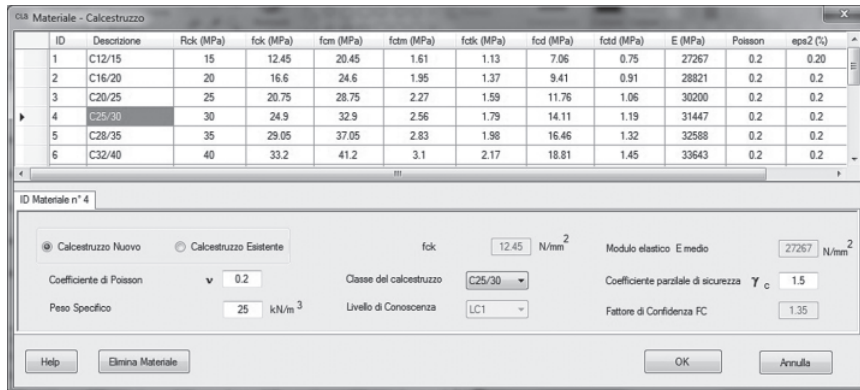 CLS Materiale - Calcestruzzo
ID Descrizione Rck (MPa) fck (MPa) fcm (MPa) fctm (MPa) fctk (MPa) fcd (MPa) fctd (MPa) E (MPa) Poisson eps2 (%)
1 C12/15 15 12.45 20.45 1.61 1.13 7.06 0.75 27267 0.2 0.20
2 C16/20 20 16.6 24.6 1.95 1.37 9.41 0.91 28821 0.2 0.2
3 C20/25 25 20.75 28.75 2.27 1.59 11.76 1.06 30200 0.2 0.2
4 C25/30 30 24.9 32.9 2.56 1.79 14.11 1.19 31447 0.2 0.2
5 C28/35 35 29.05 37.05 2.83 1.98 16.46 1.32 32588 0.2 0.2
6 C32/40 40 33.2 41.2 3.1 2.17 18.81 1.45 33643 0.2 0.2
ID Materiale n° 4
Calcestruzzo Nuovo Calcestruzzo Esistente fck 12.45 N/mm2 Modulo elastico E medio 27267 N/mm2
Coefficiente di Poisson ν 0.2 Classe del calcestruzzo C25/30 Coefficiente parziale di sicurezza γ c 1.5
Peso Specifico 25 kN/m3 Livello di Conoscenza LC1 Fattore di Confidenza FC 1.35
Help Elimina Materiale OK Annulla